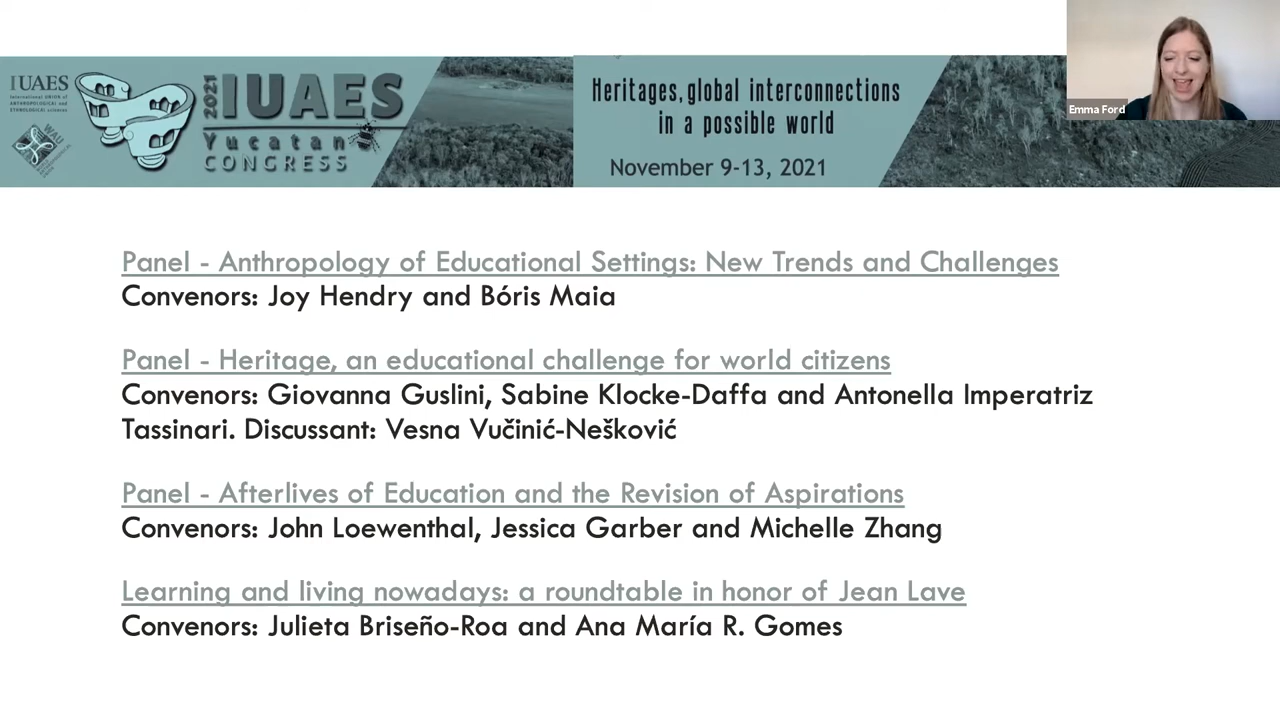 IUAES
International UNION of
ANTHROPOLOGICAL and
ETHNOLOGICAL sciences
WAU
2021
IUAES
Yucatan
CONGRESS
Heritages, global interconnections
in a possible world
November 9-13, 2021
Emma Ford
Panel - Anthropology of Educational Settings: New Trends and Challenges
Convenors: Joy Hendry and Bóris Maia
Panel - Heritage, an educational challenge for world citizens
Convenors: Giovanna Guslini, Sabine Klocke-Daffa and Antonella Imperatriz
Tassinari. Discussant: Vesna Vučinić-Nešković
Panel - Afterlives of Education and the Revision of Aspirations
Convenors: John Loewenthal, Jessica Garber and Michelle Zhang
Learning and living nowadays: a roundtable in honor of Jean Lave
Convenors: Julieta Briseño-Roa and Ana María R. Gomes